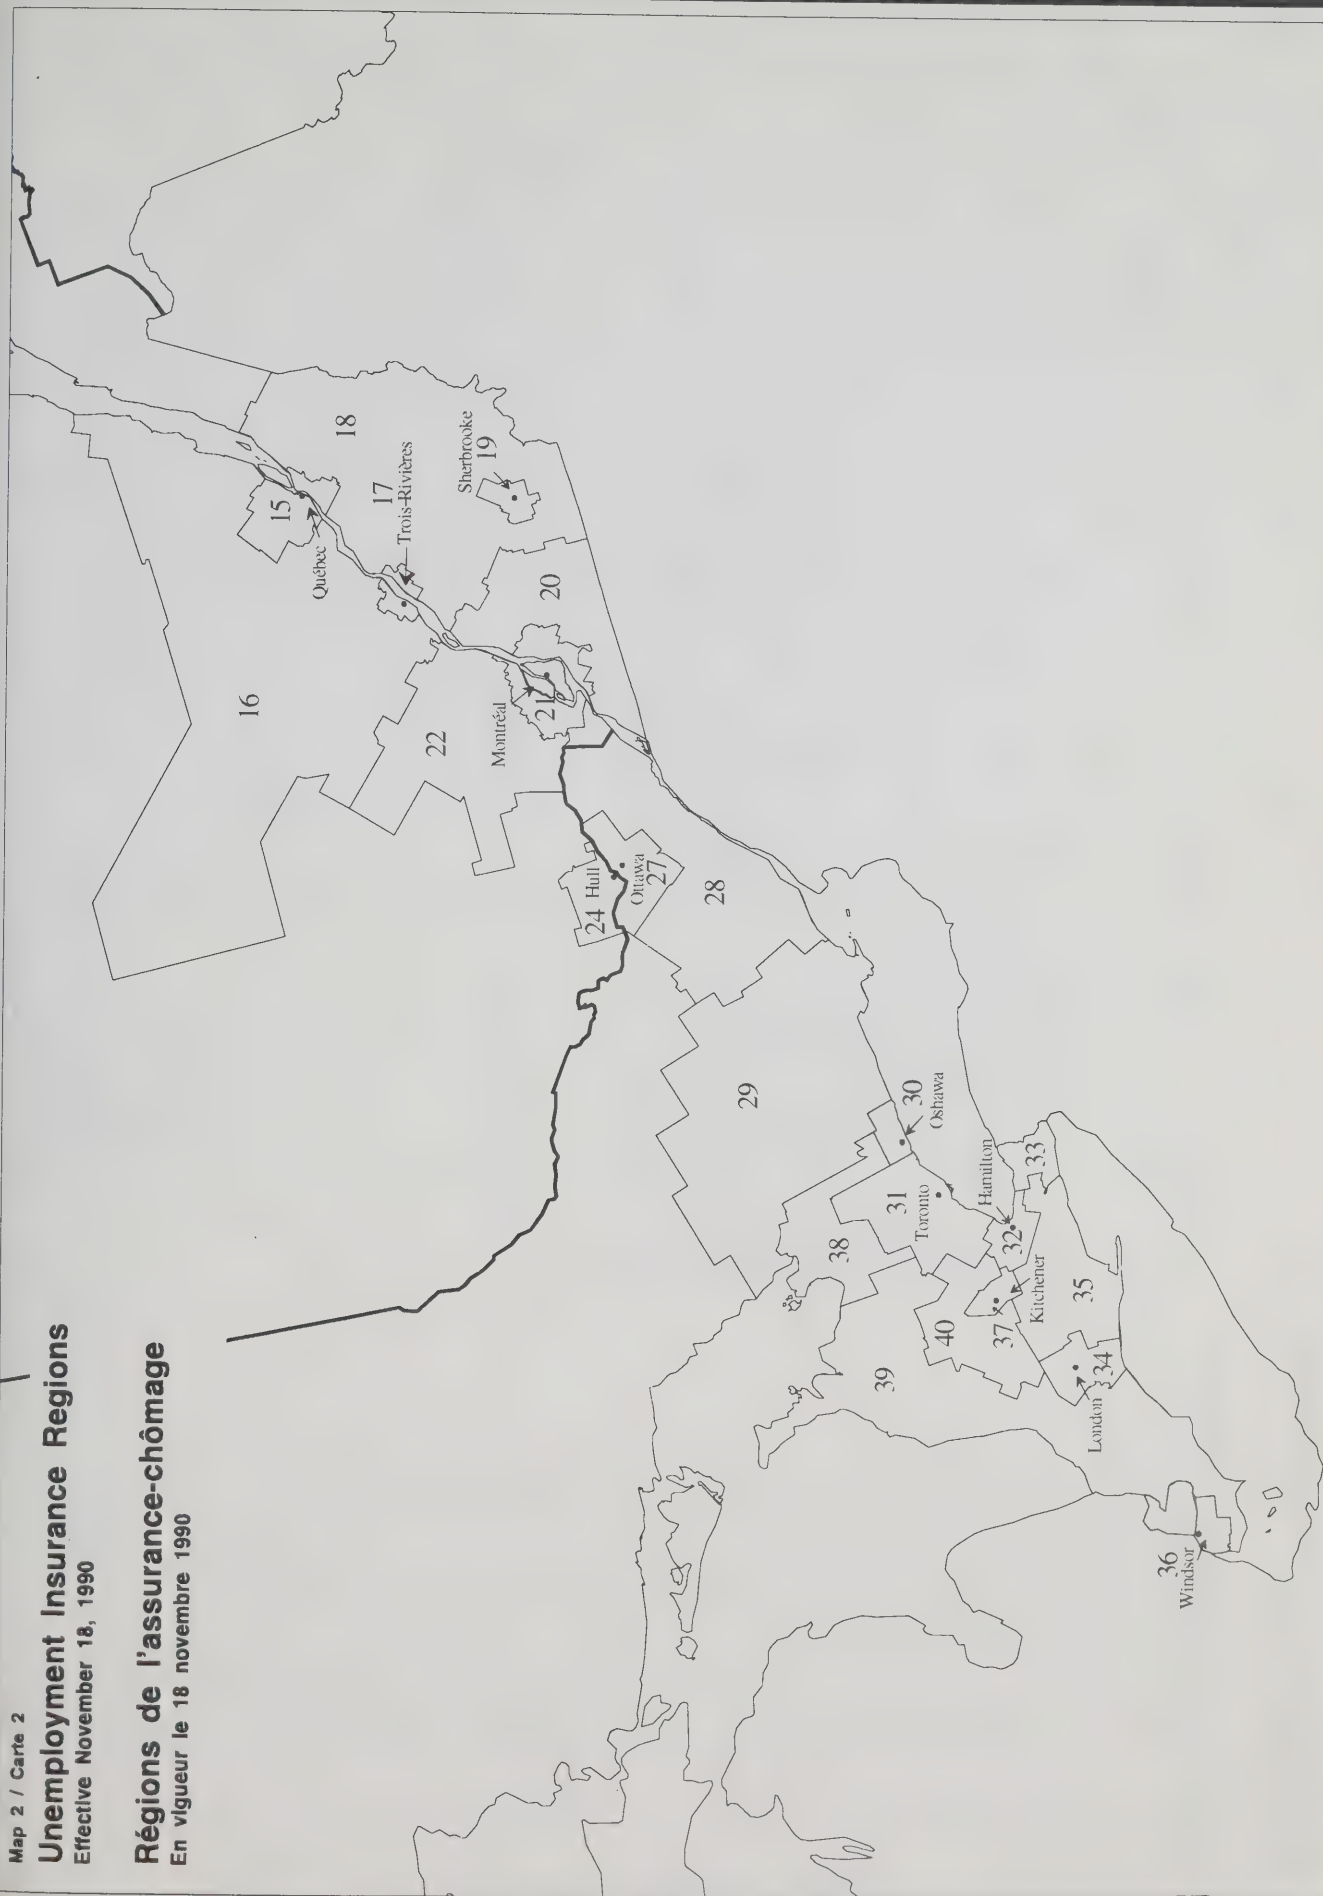 Map 2 / Carte 2
Unemployment Insurance Regions
Effective November 18, 1990
Régions de l'assurance-chômage
En vigueur le 18 novembre 1990
16
15
Québec
18
17
Trois-Rivières
Sherbrooke
19
20
22
Montréal
21
24
Hull
Ottawa
27
28
29
30
Oshawa
31
Toronto
38
Hamilton
32
33
39
40
37
Kitchener
35
34
London
36
Windsor